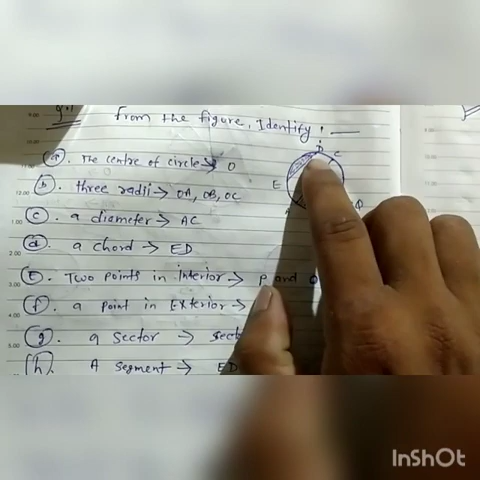 Q.1 From the figure, Identify : —
D
C
(a). The centre of circle → O
E
(b). three radii → OA, OB, OC
Q
(c). a diameter → AC
(d). a chord → ED
(e). Two points in Interior → P and O
(f). a point in Exterior →
(g). a sector →
(h). A segment → ED
InShOt